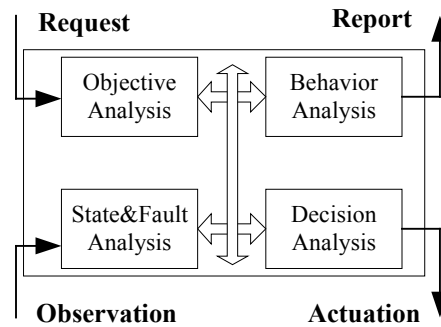 Request
Report
Objective
Analysis
Behavior
Analysis
State&Fault
Analysis
Decision
Analysis
Observation
Actuation